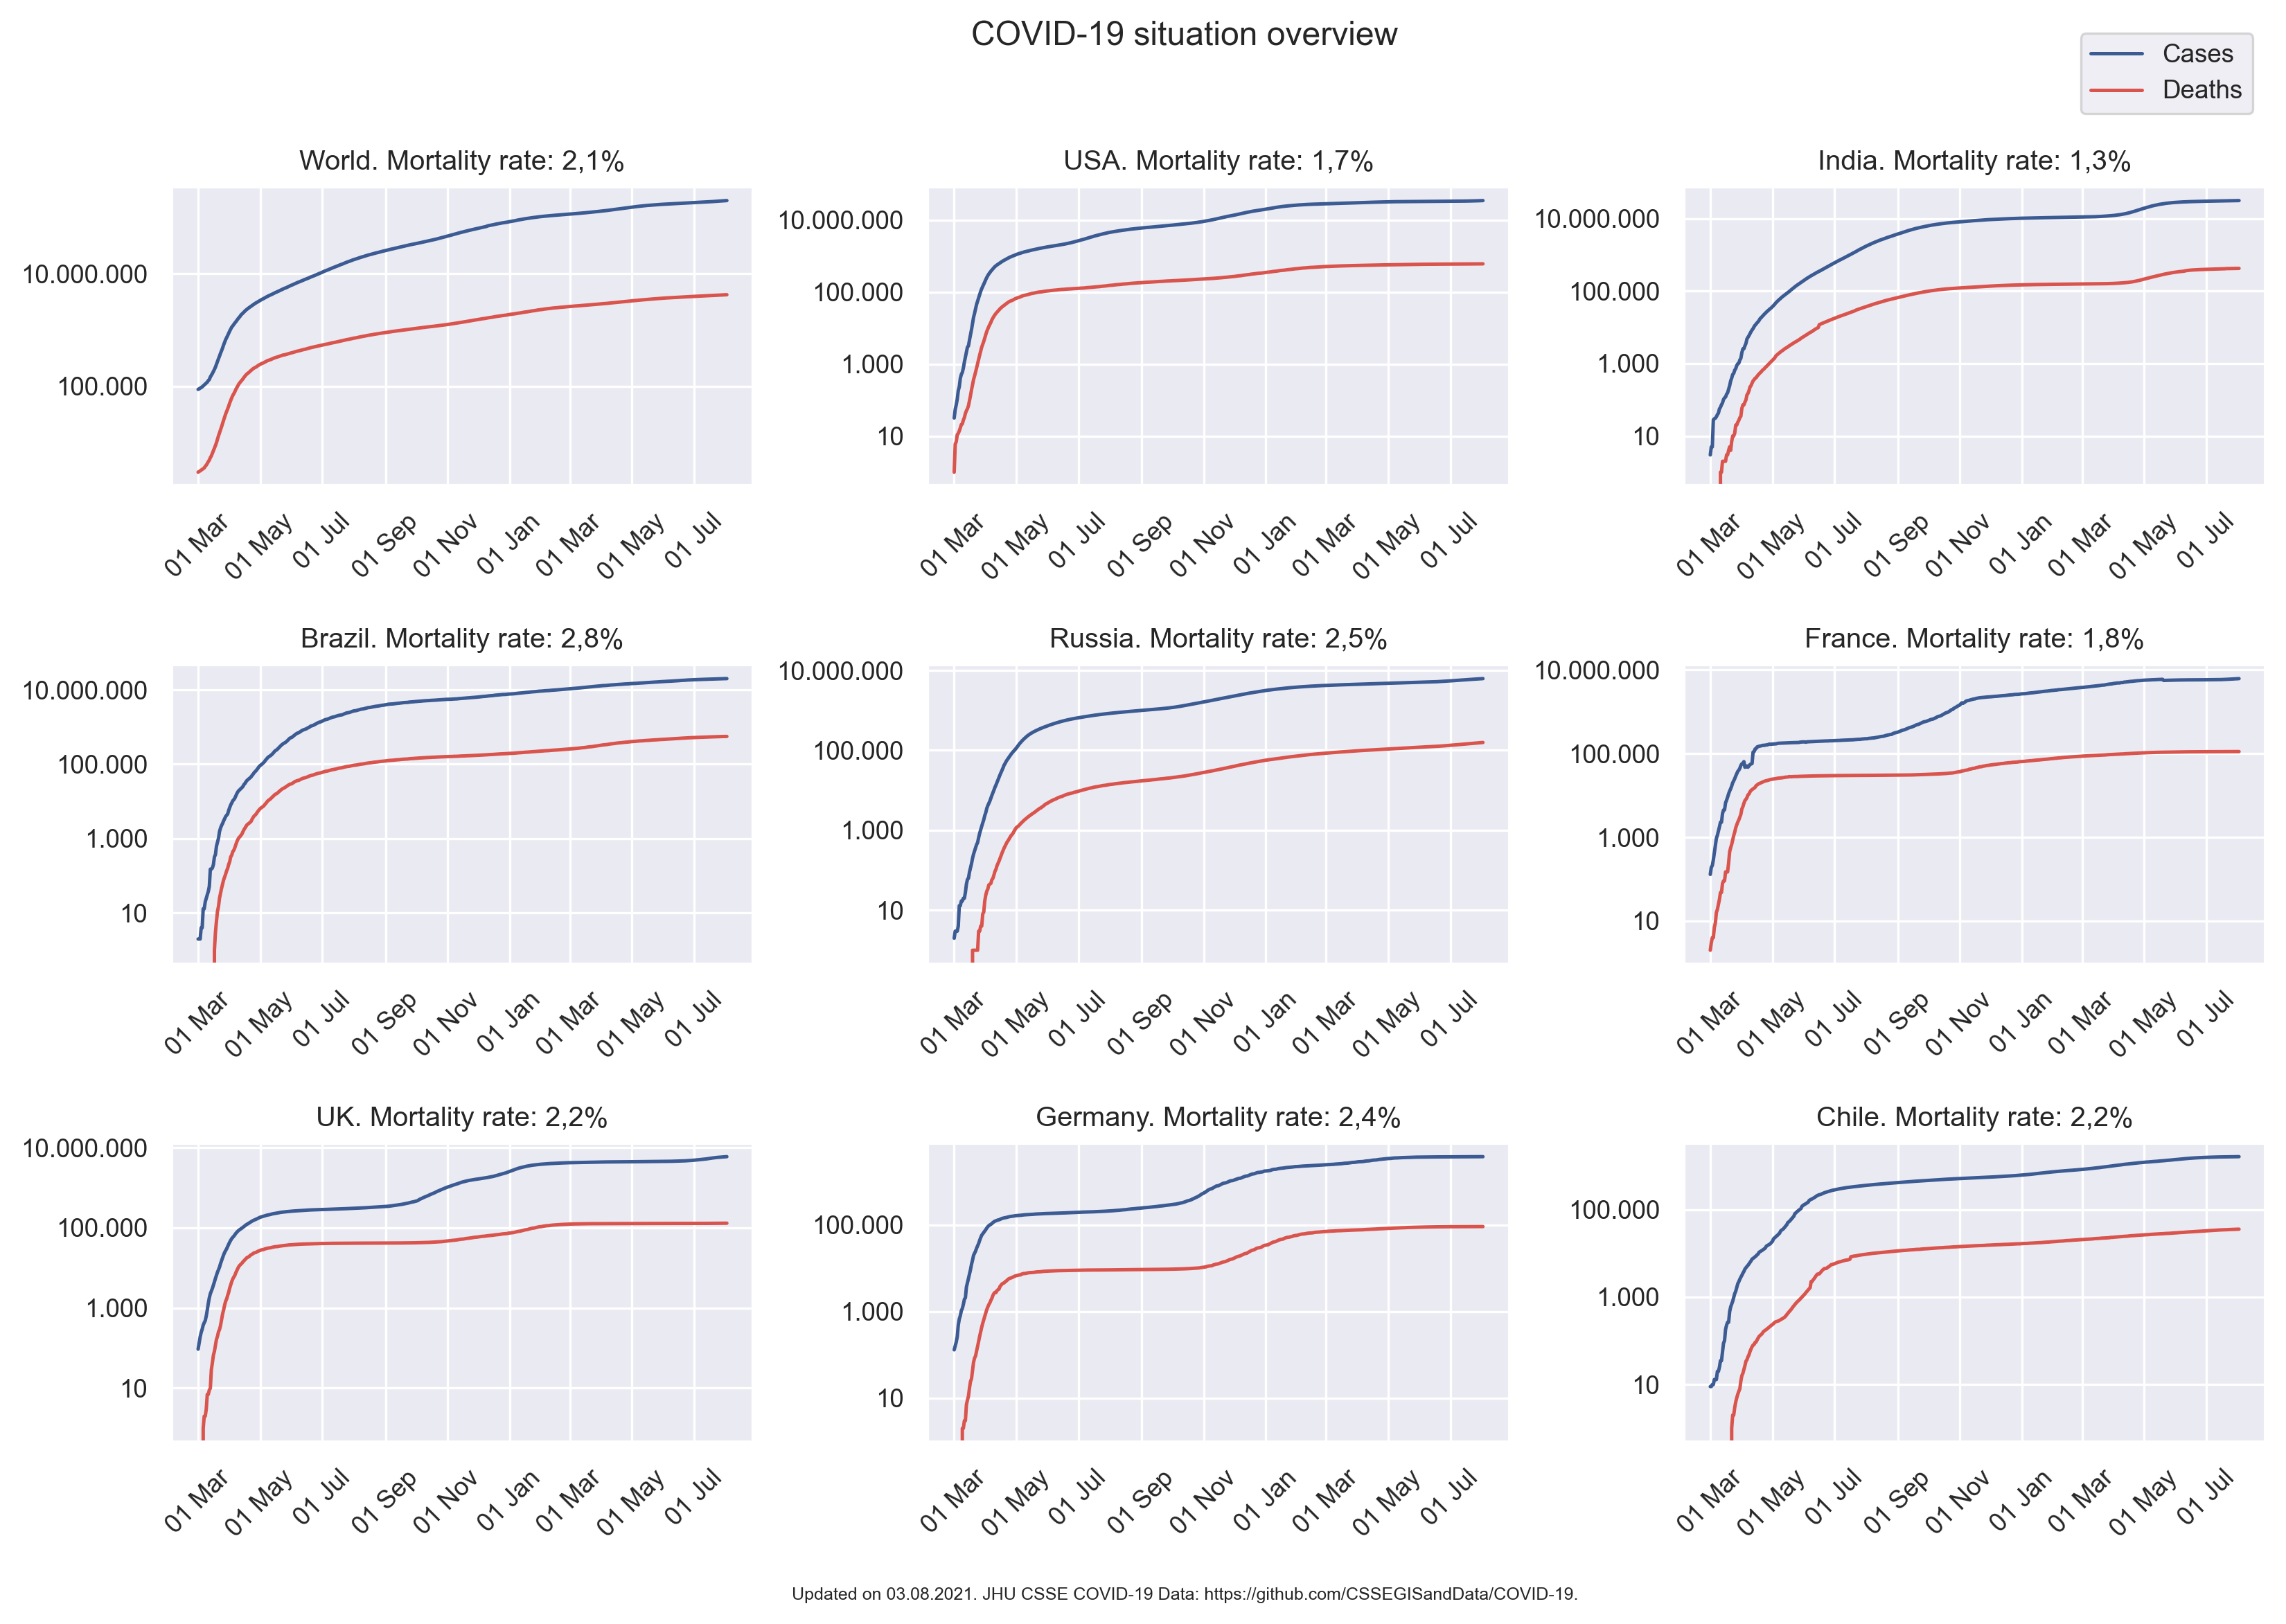 COVID-19 situation overview
Cases
Deaths
World. Mortality rate: 2,1%
10.000.000
100.000
01 Mar
01 May
01 Jul
01 Sep
01 Nov
01 Jan
01 Mar
01 May
01 Jul
USA. Mortality rate: 1,7%
10.000.000
100.000
1.000
10
01 Mar
01 May
01 Jul
01 Sep
01 Nov
01 Jan
01 Mar
01 May
01 Jul
India. Mortality rate: 1,3%
10.000.000
100.000
1.000
10
01 Mar
01 May
01 Jul
01 Sep
01 Nov
01 Jan
01 Mar
01 May
01 Jul
Brazil. Mortality rate: 2,8%
10.000.000
100.000
1.000
10
01 Mar
01 May
01 Jul
01 Sep
01 Nov
01 Jan
01 Mar
01 May
01 Jul
Russia. Mortality rate: 2,5%
10.000.000
100.000
1.000
10
01 Mar
01 May
01 Jul
01 Sep
01 Nov
01 Jan
01 Mar
01 May
01 Jul
France. Mortality rate: 1,8%
10.000.000
100.000
1.000
10
01 Mar
01 May
01 Jul
01 Sep
01 Nov
01 Jan
01 Mar
01 May
01 Jul
UK. Mortality rate: 2,2%
10.000.000
100.000
1.000
10
01 Mar
01 May
01 Jul
01 Sep
01 Nov
01 Jan
01 Mar
01 May
01 Jul
Germany. Mortality rate: 2,4%
100.000
1.000
10
01 Mar
01 May
01 Jul
01 Sep
01 Nov
01 Jan
01 Mar
01 May
01 Jul
Chile. Mortality rate: 2,2%
100.000
1.000
10
01 Mar
01 May
01 Jul
01 Sep
01 Nov
01 Jan
01 Mar
01 May
01 Jul
Updated on 03.08.2021. JHU CSSE COVID-19 Data: https://github.com/CSSEGISandData/COVID-19.